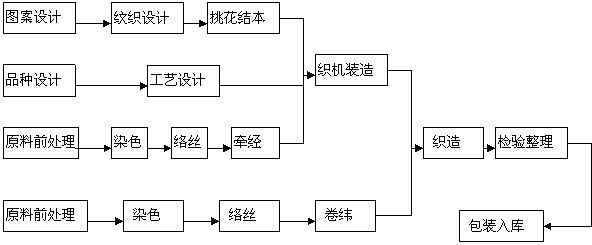 图案设计
纹织设计
挑花结本
品种设计
工艺设计
织机装造
原料前处理
染色
络丝
牵经
织造
检验整理
原料前处理
染色
络丝
卷纬
包装入库